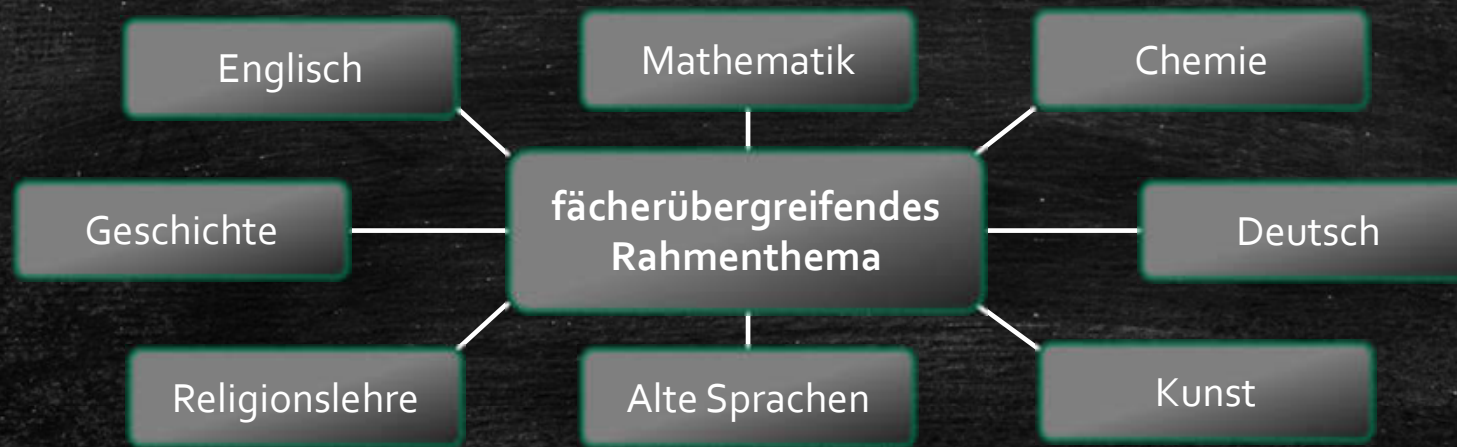 Englisch
Mathematik
Chemie
Geschichte
fächerübergreifendes
Rahmenthema
Deutsch
Religionslehre
Alte Sprachen
Kunst